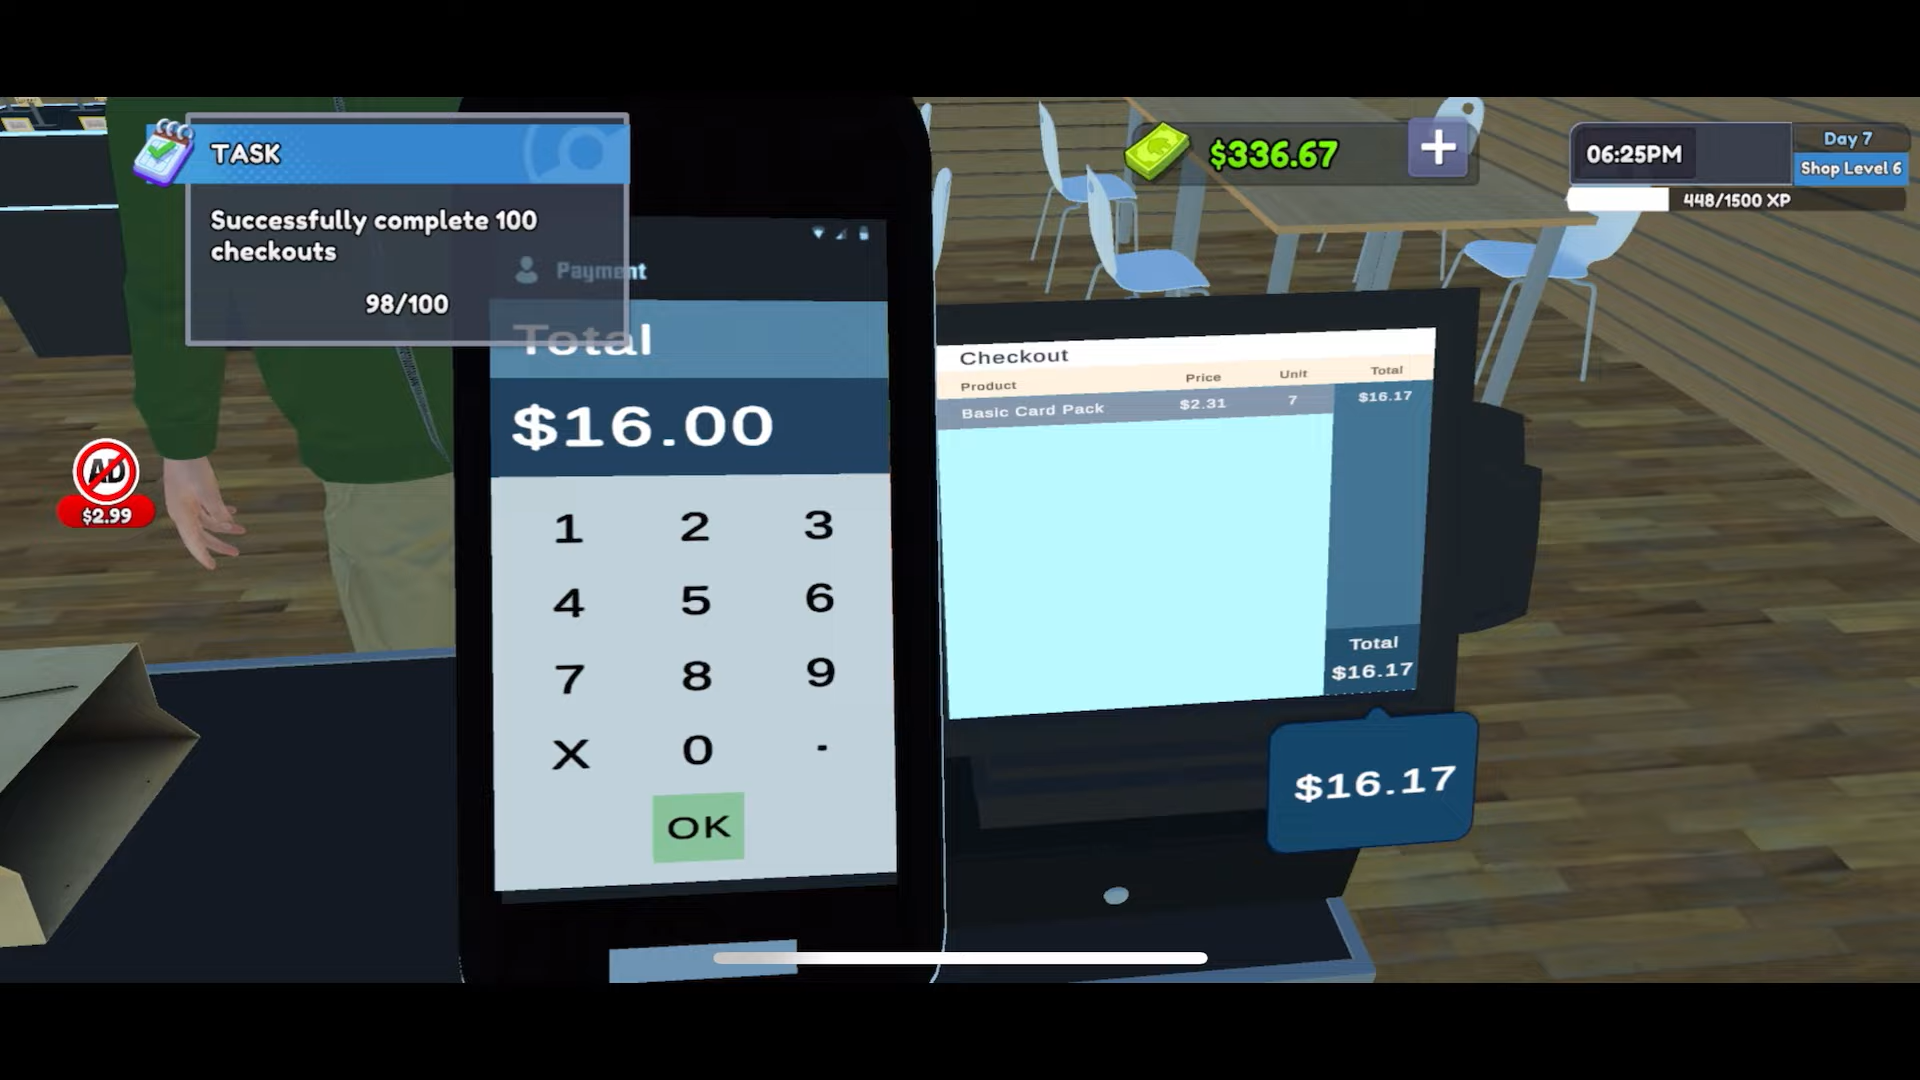 TASK
Successfully complete 100
checkouts
98/100
AD
$2.99
Payment
Total
$16.00
1 2 3
4 5 6
7 8 9
X 0 .
OK
$336.67
+
06:25PM
Day 7
Shop Level 6
448/1500 XP
Checkout
Product Price Unit Total
Basic Card Pack $2.31 7 $16.17
Total
$16.17
$16.17